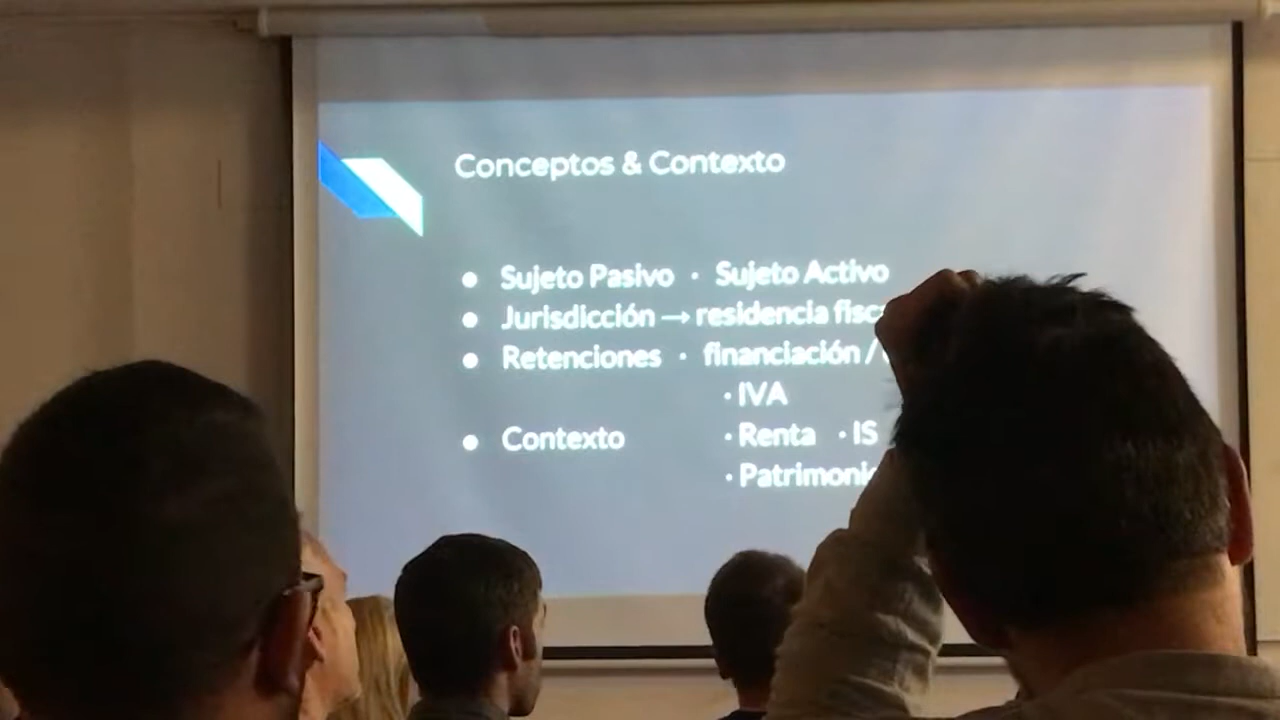 Conceptos & Contexto
● Sujeto Pasivo · Sujeto Activo
● Jurisdicción → residencia
● Retenciones · financiación /
· IVA
● Contexto · Renta · IS